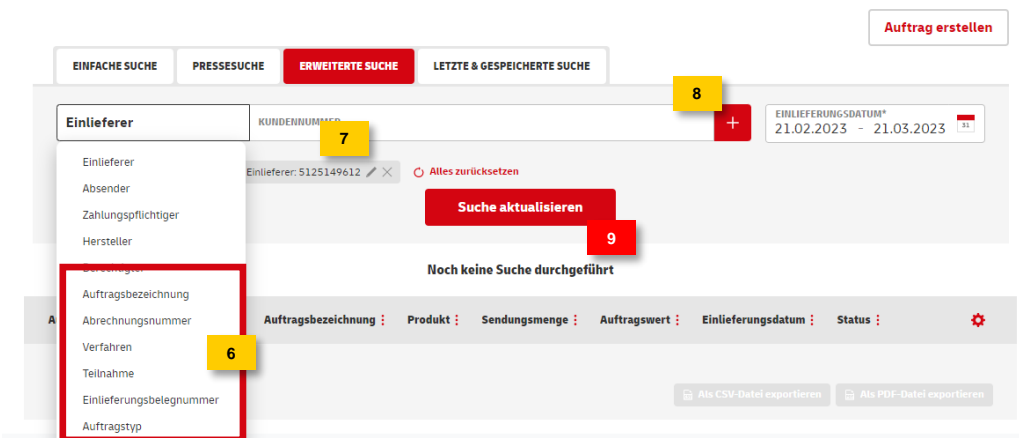 Auftrag erstellen
EINFACHE SUCHE PRESSESUCHE ERWEITERTE SUCHE LETZTE & GESPEICHERTE SUCHE
8
Einlieferer KUNDENNUMMER + EINLIEFERUNGSDATUM*
21.02.2023 - 21.03.2023 31
7
Einlieferer
Einlieferer: 5125149612 Alles zurücksetzen
Absender
Zahlungspflichtiger Suche aktualisieren
Hersteller 9
Berechtigter Noch keine Suche durchgeführt
Auftragsbezeichnung
Abrechnungsnummer Auftragsbezeichnung Produkt Sendungsmenge Auftragswert Einlieferungsdatum Status
Verfahren
6
Teilnahme
Einlieferungsbelegnummer Als CSV-Datei exportieren Als PDF-Datei exportieren
Auftragstyp